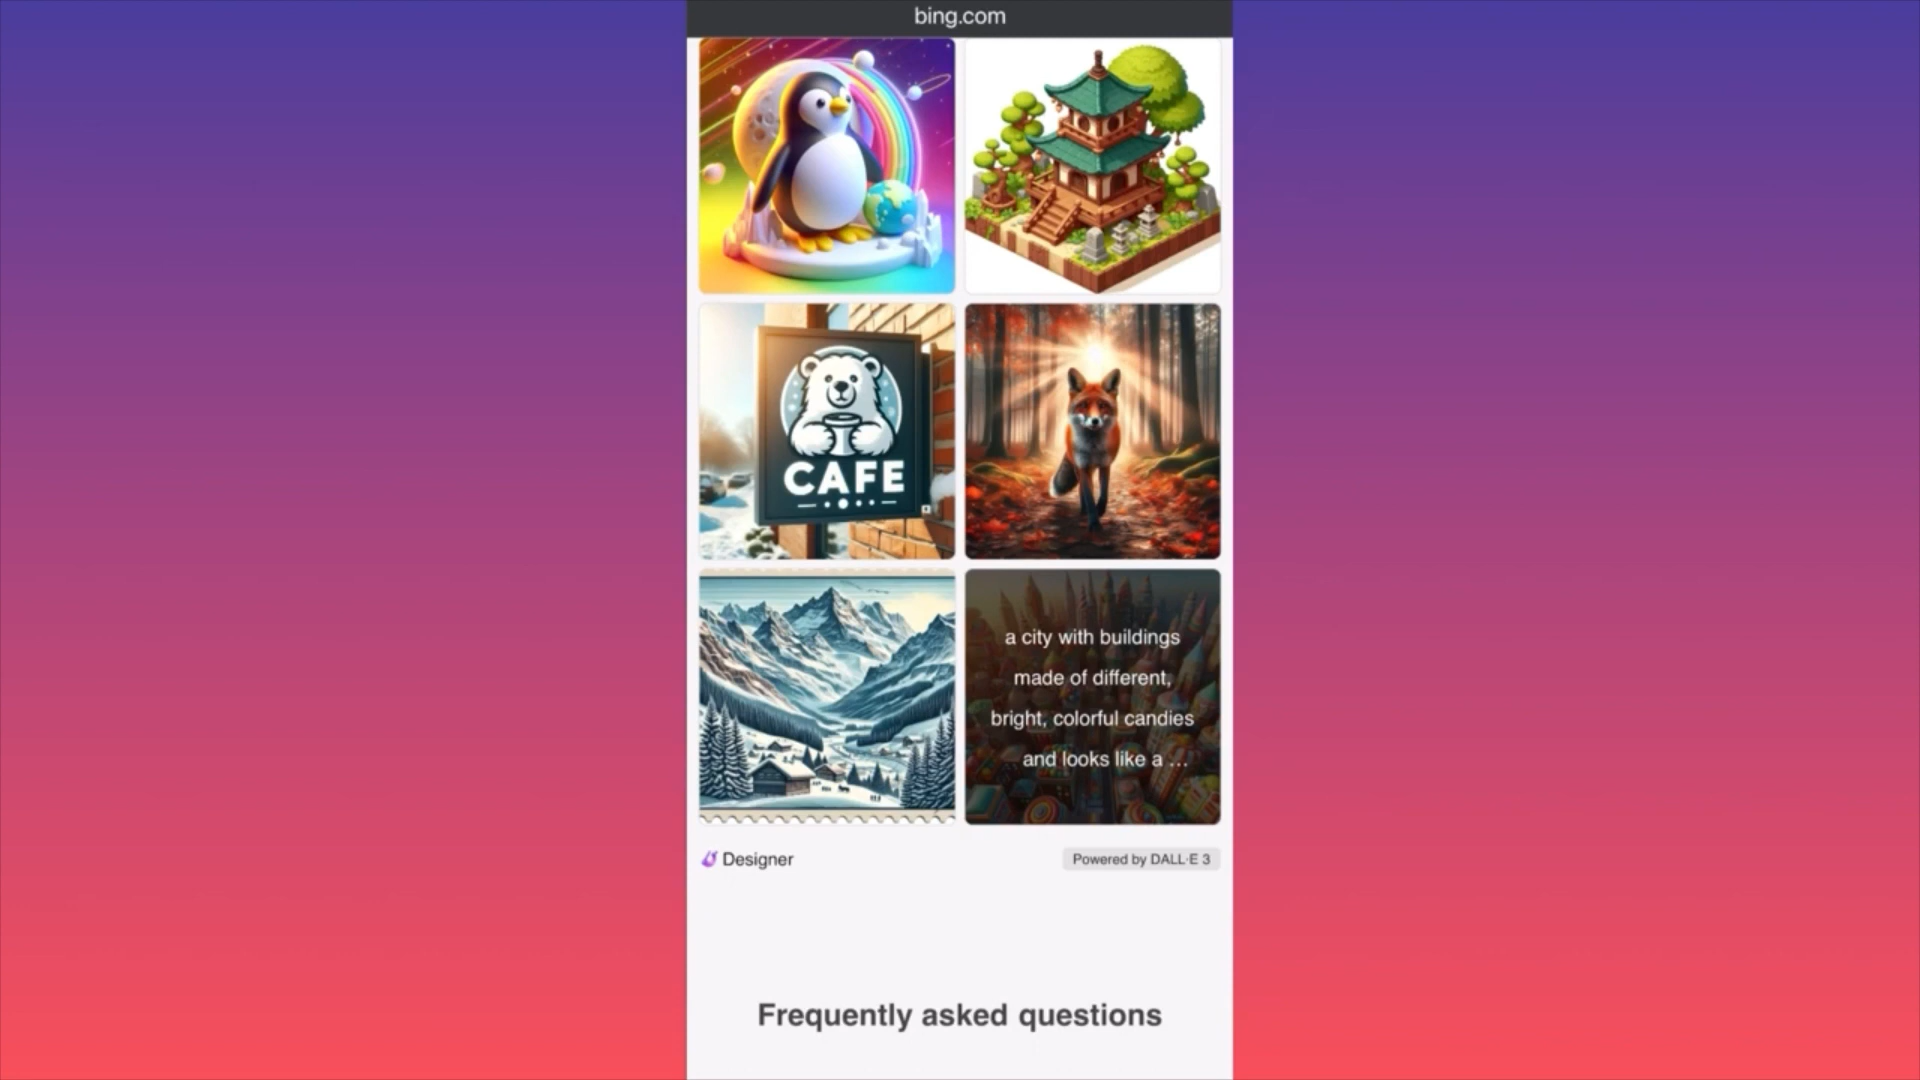 bing.com
CAFE
a city with buildings
made of different,
bright, colorful candies
and looks like a ...
Designer
Powered by DALL·E 3
Frequently asked questions